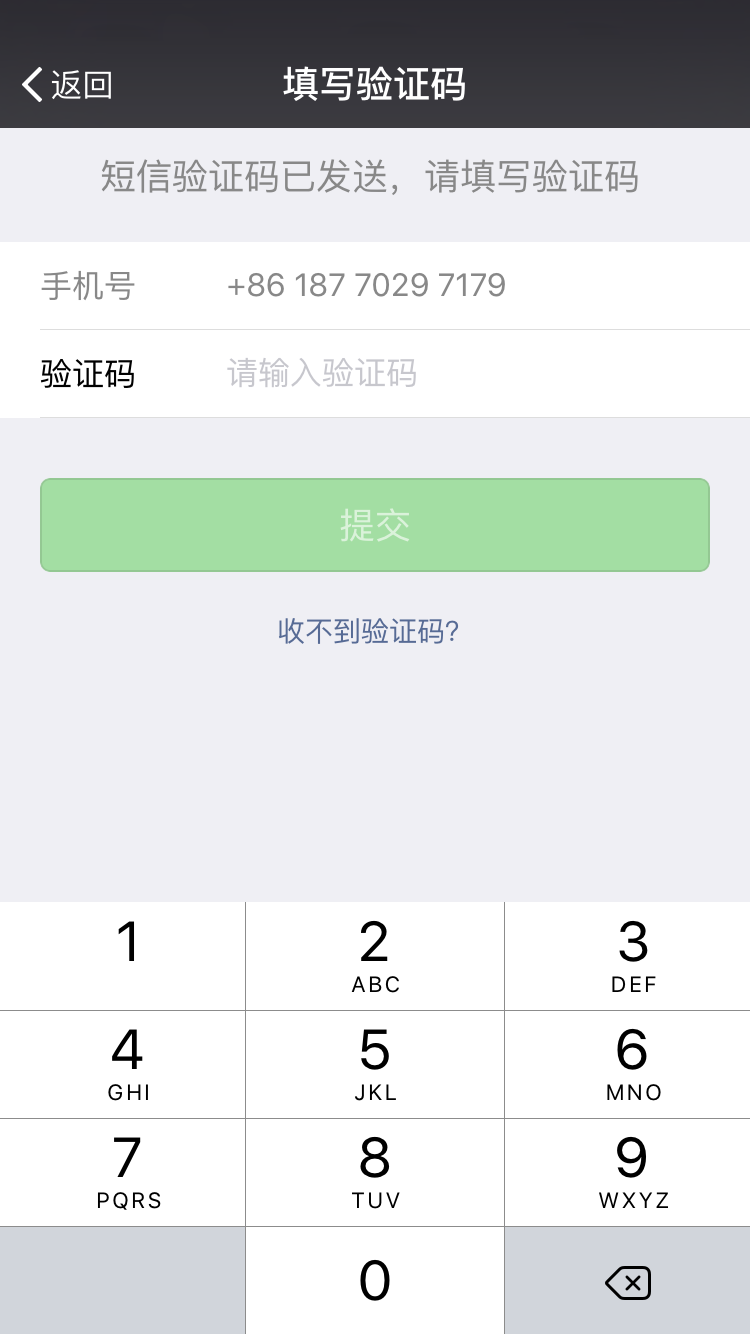 返回
填写验证码
短信验证码已发送，请填写验证码
手机号 +86 187 7029 7179
验证码 请输入验证码
提交
收不到验证码?
1 2 3
ABC DEF
4 5 6
GHI JKL MNO
7 8 9
PQRS TUV WXYZ
0